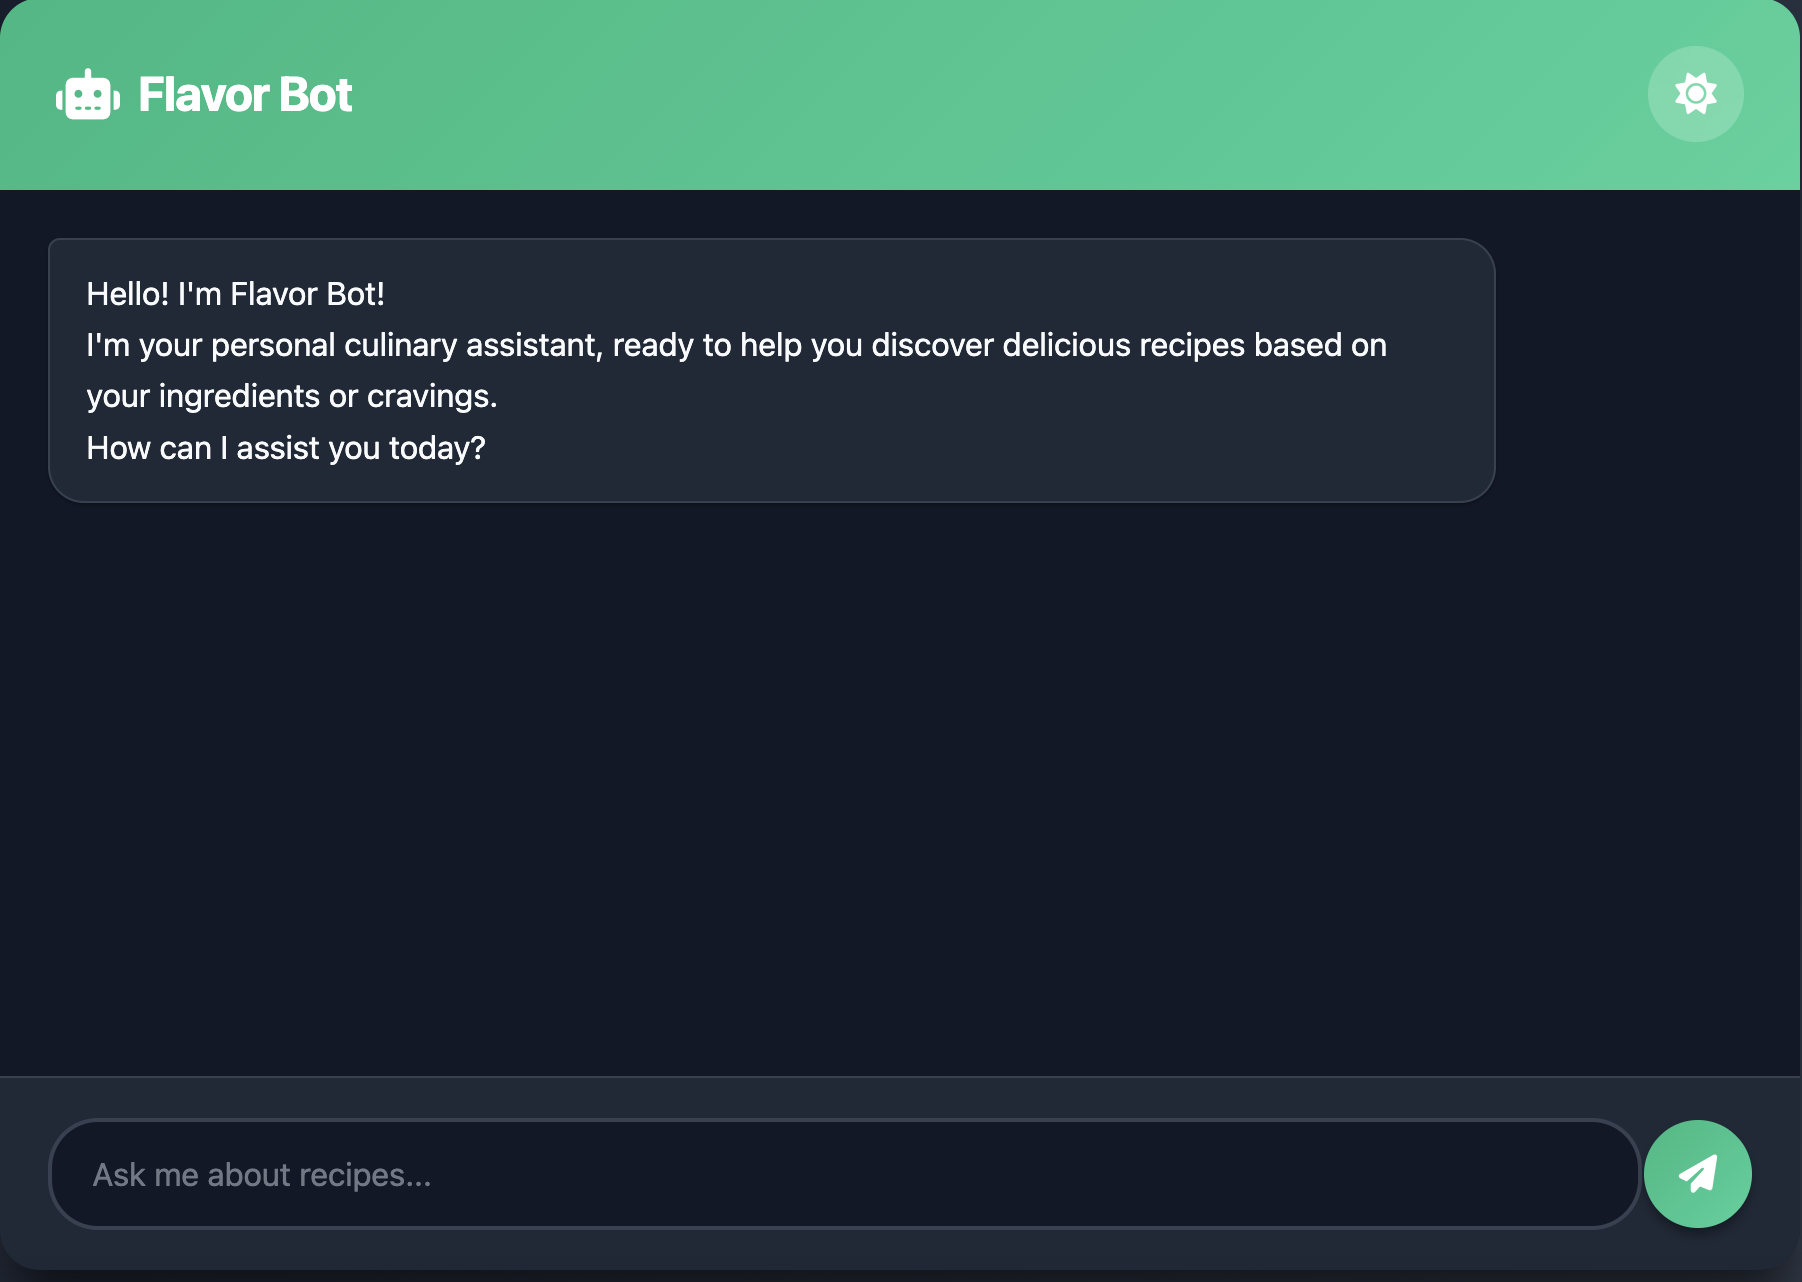 Flavor Bot
Hello! I'm Flavor Bot!
I'm your personal culinary assistant, ready to help you discover delicious recipes based on
your ingredients or cravings.
How can I assist you today?
Ask me about recipes...